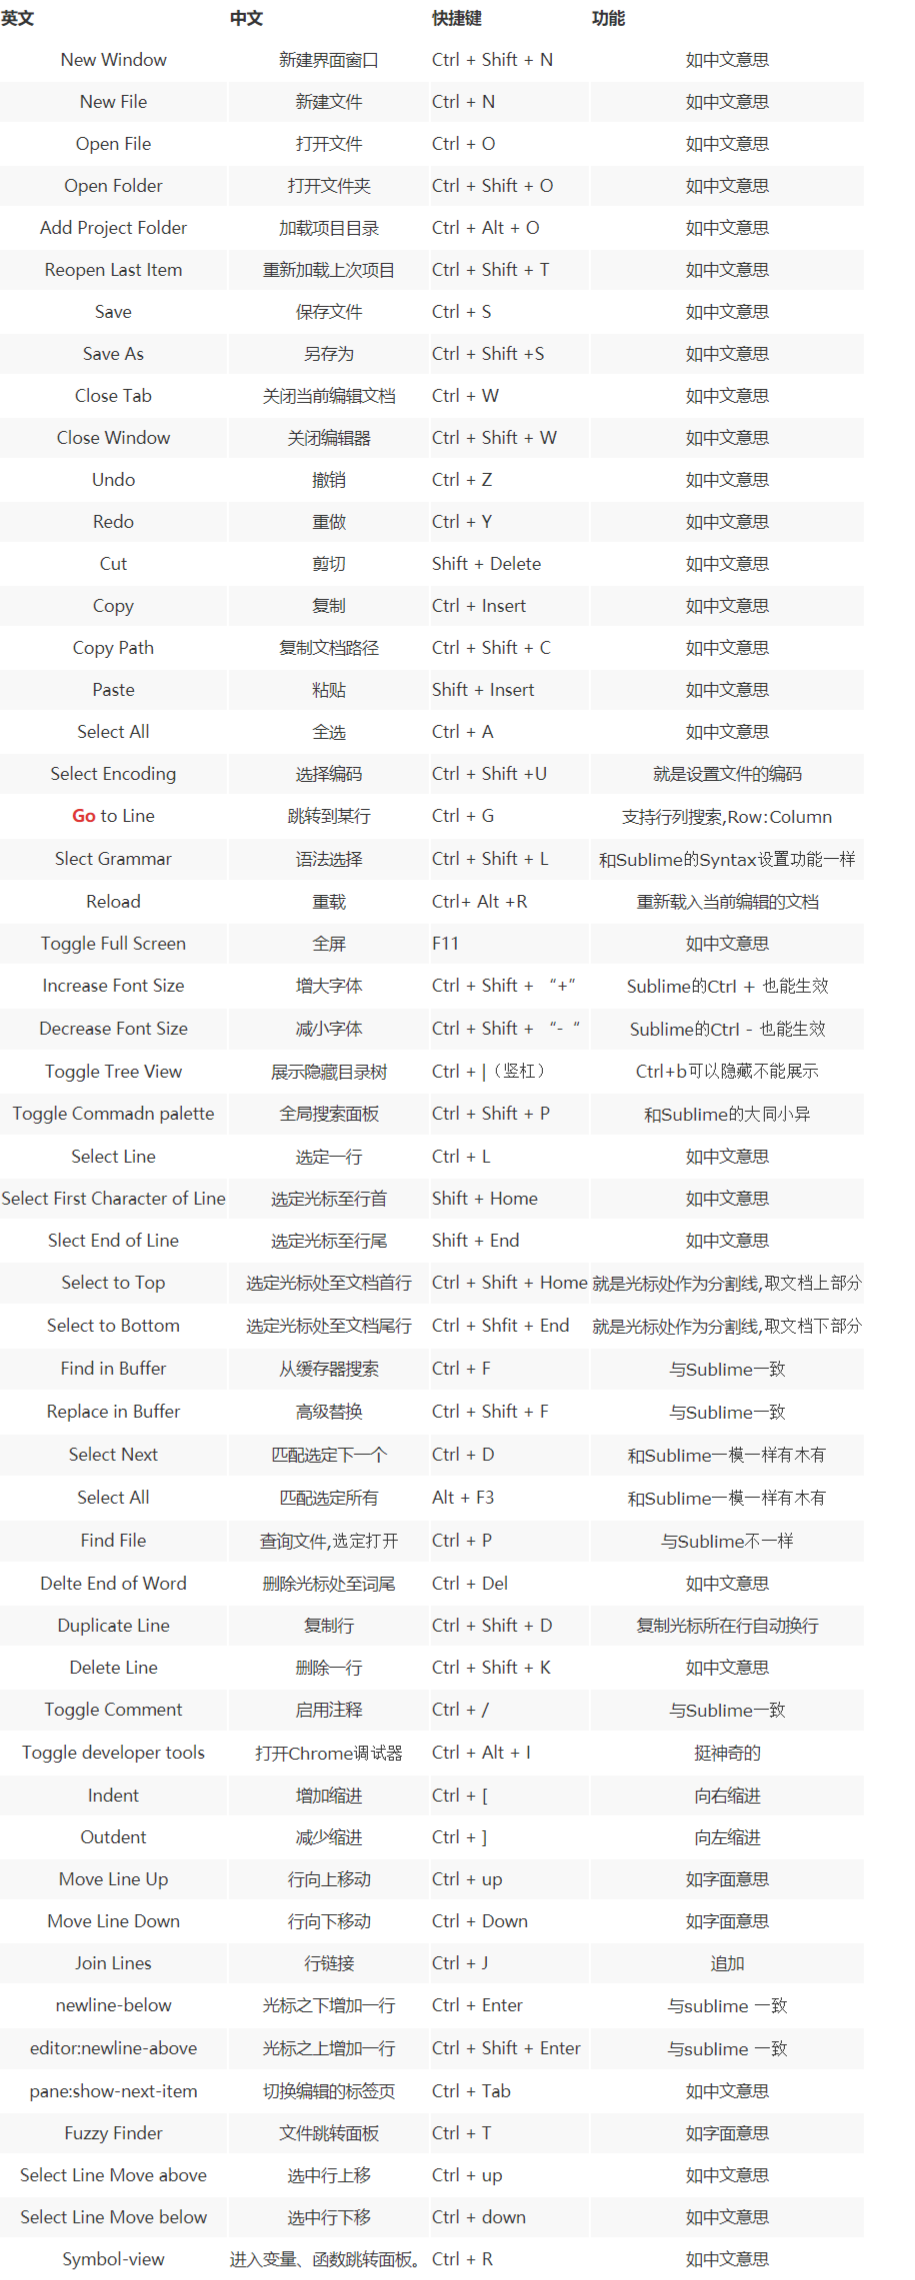 英文 中文 快捷键 功能
New Window 新建界面窗口 Ctrl + Shift + N 如中文意思
New File 新建文件 Ctrl + N 如中文意思
Open File 打开文件 Ctrl + O 如中文意思
Open Folder 打开文件夹 Ctrl + Shift + O 如中文意思
Add Project Folder 加载项目目录 Ctrl + Alt + O 如中文意思
Reopen Last Item 重新加载上次项目 Ctrl + Shift + T 如中文意思
Save 保存文件 Ctrl + S 如中文意思
Save As 另存为 Ctrl + Shift +S 如中文意思
Close Tab 关闭当前编辑文档 Ctrl + W 如中文意思
Close Window 关闭编辑器 Ctrl + Shift + W 如中文意思
Undo 撤销 Ctrl + Z 如中文意思
Redo 重做 Ctrl + Y 如中文意思
Cut 剪切 Shift + Delete 如中文意思
Copy 复制 Ctrl + Insert 如中文意思
Copy Path 复制文档路径 Ctrl + Shift + C 如中文意思
Paste 粘贴 Shift + Insert 如中文意思
Select All 全选 Ctrl + A 如中文意思
Select Encoding 选择编码 Ctrl + Shift +U 就是设置文件的编码
Go to Line 跳转到某行 Ctrl + G 支持行列搜索,Row:Column
Slect Grammar 语法选择 Ctrl + Shift + L 和Sublime的Syntax设置功能一样
Reload 重载 Ctrl+ Alt +R 重新载入当前编辑的文档
Toggle Full Screen 全屏 F11 如中文意思
Increase Font Size 增大字体 Ctrl + Shift + “+” Sublime的Ctrl + 也能生效
Decrease Font Size 减小字体 Ctrl + Shift + “- “ Sublime的Ctrl - 也能生效
Toggle Tree View 展示隐藏目录树 Ctrl + |（竖杠） Ctrl+b可以隐藏不能展示
Toggle Commadn palette 全局搜索面板 Ctrl + Shift + P 和Sublime的大同小异
Select Line 选定一行 Ctrl + L 如中文意思
Select First Character of Line 选定光标至行首 Shift + Home 如中文意思
Slect End of Line 选定光标至行尾 Shift + End 如中文意思
Select to Top 选定光标处至文档首行 Ctrl + Shift + Home 就是光标处作为分割线,取文档上部分
Select to Bottom 选定光标处至文档尾行 Ctrl + Shfit + End 就是光标处作为分割线,取文档下部分
Find in Buffer 从缓存器搜索 Ctrl + F 与Sublime一致
Replace in Buffer 高级替换 Ctrl + Shift + F 与Sublime一致
Select Next 匹配选定下一个 Ctrl + D 和Sublime一模一样有木有
Select All 匹配选定所有 Alt + F3 和Sublime一模一样有木有
Find File 查询文件,选定打开 Ctrl + P 与Sublime不一样
Delte End of Word 删除光标处至词尾 Ctrl + Del 如中文意思
Duplicate Line 复制行 Ctrl + Shift + D 复制光标所在行自动换行
Delete Line 删除一行 Ctrl + Shift + K 如中文意思
Toggle Comment 启用注释 Ctrl + / 与Sublime一致
Toggle developer tools 打开Chrome调试器 Ctrl + Alt + I 挺神奇的
Indent 增加缩进 Ctrl + [ 向右缩进
Outdent 减少缩进 Ctrl + ] 向左缩进
Move Line Up 行向上移动 Ctrl + up 如字面意思
Move Line Down 行向下移动 Ctrl + Down 如字面意思
Join Lines 行链接 Ctrl + J 追加
newline-below 光标之下增加一行 Ctrl + Enter 与sublime 一致
editor:newline-above 光标之上增加一行 Ctrl + Shift + Enter 与sublime 一致
pane:show-next-item 切换编辑的标签页 Ctrl + Tab 如中文意思
Fuzzy Finder 文件跳转面板 Ctrl + T 如字面意思
Select Line Move above 选中行上移 Ctrl + up 如中文意思
Select Line Move below 选中行下移 Ctrl + down 如中文意思
Symbol-view 进入变量、函数跳转面板。 Ctrl + R 如中文意思